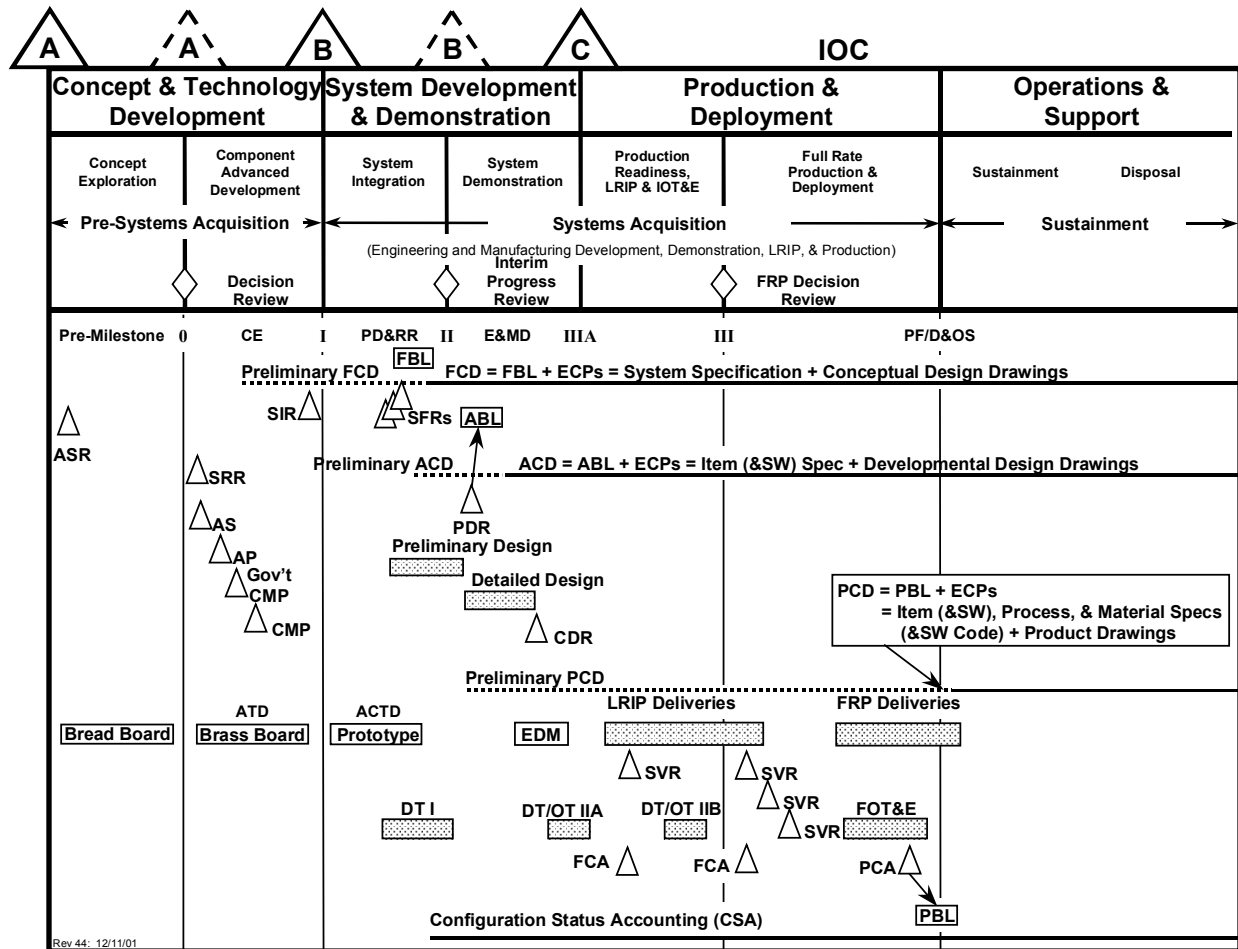 A
A
B
B
C
IOC
Concept & Technology
Development
System Development
& Demonstration
Production &
Deployment
Operations &
Support
Concept
Exploration
Component
Advanced
Development
System
Integration
System
Demonstration
Production
Readiness,
LRIP & IOT&E
Full Rate
Production &
Deployment
Sustainment
Disposal
Pre-Systems Acquisition
Systems Acquisition
Sustainment
(Engineering and Manufacturing Development, Demonstration, LRIP, & Production)
Decision
Review
Interim
Progress
Review
FRP Decision
Review
Pre-Milestone
0
CE
I
PD&RR
II
E&MD
IIIA
III
PF/D&OS
FBL
Preliminary FCD
FCD = FBL + ECPs = System Specification + Conceptual Design Drawings
SIR
SFRs
ABL
ASR
Preliminary ACD
ACD = ABL + ECPs = Item (&SW) Spec + Developmental Design Drawings
SRR
AS
PDR
AP
Preliminary Design
Gov't
CMP
Detailed Design
CMP
CDR
PCD = PBL + ECPs
= Item (&SW), Process, & Material Specs
(&SW Code) + Product Drawings
Preliminary PCD
LRIP Deliveries
FRP Deliveries
ATD
ACTD
Bread Board
Brass Board
Prototype
EDM
SVR
SVR
SVR
SVR
DT I
DT/OT IIA
DT/OT IIB
FOT&E
FCA
FCA
PCA
PBL
Configuration Status Accounting (CSA)
Rev 44: 12/11/01